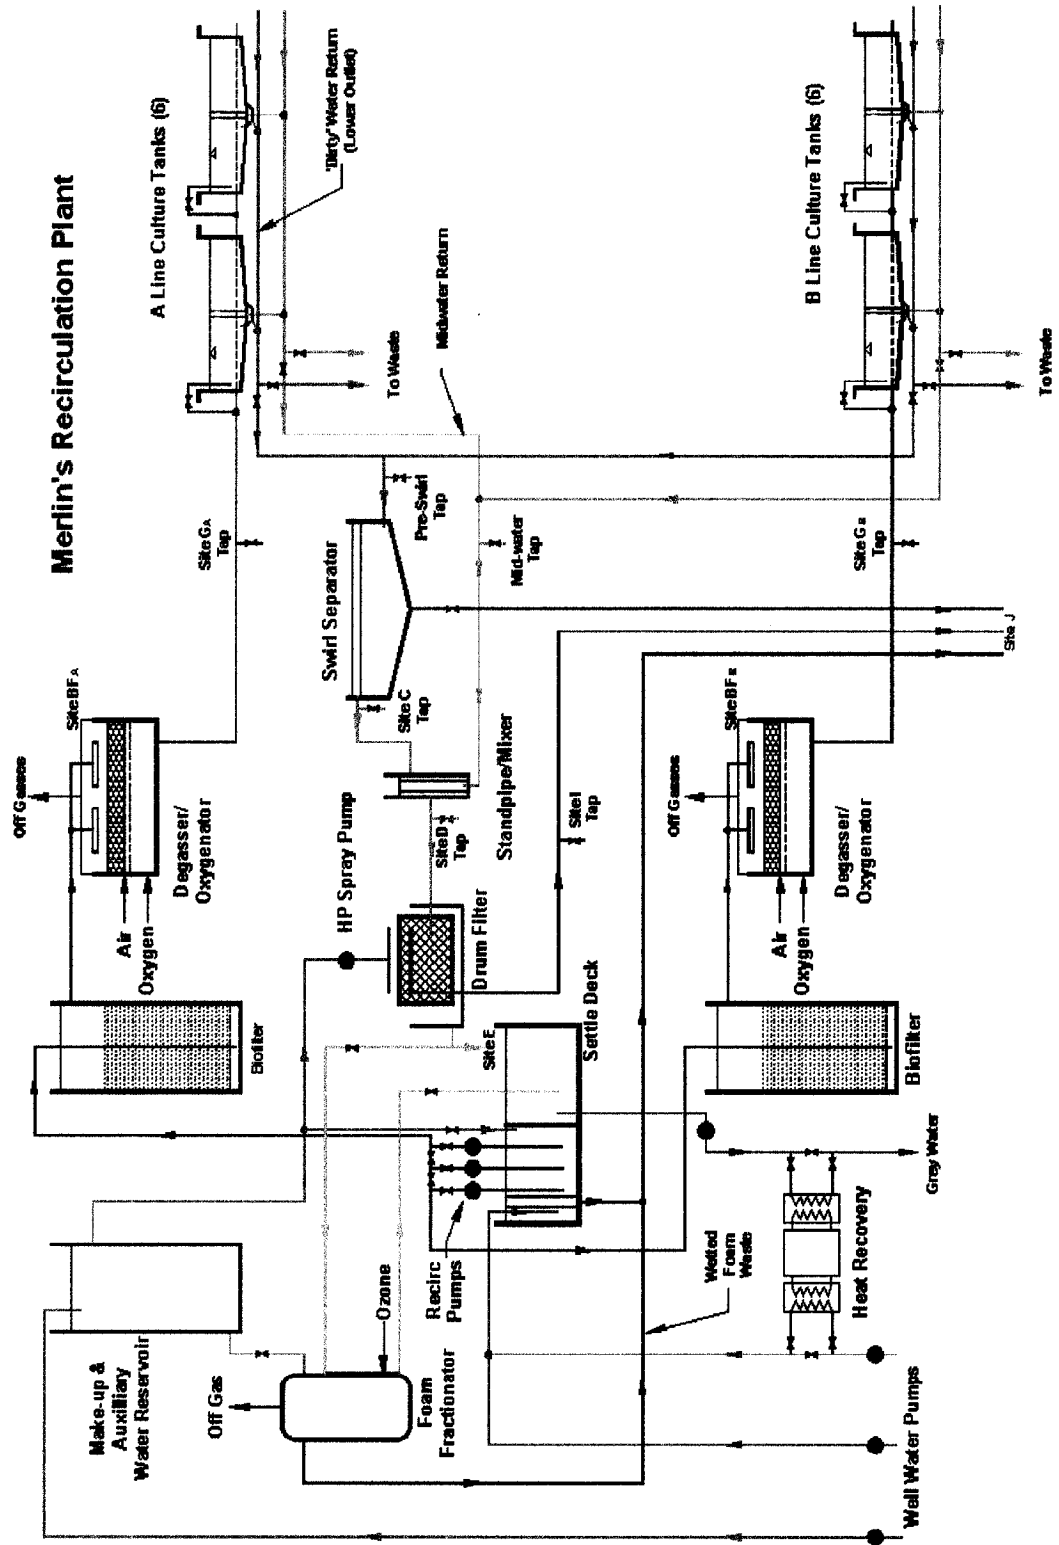 Merlin's Recirculation Plant
A Line Culture Tanks (6)
"Dirty" Water Return
(Lower Outlet)
Midwater Return
To Waste
B Line Culture Tanks (6)
To Waste
Site GA
Tap
Pre-Swirl
Tap
Swirl Separator
Mid-water
Tap
Site GB
Tap
Site J
Site BFA
Off Gasses
Degasser/
Oxygenator
Air
Oxygen
Site C
Tap
Standpipe/Mixer
Site D
Tap
Site I
Tap
HP Spray Pump
Drum Filter
Site BFB
Off Gasses
Degasser/
Oxygenator
Air
Oxygen
Biofilter
Site E
Settle Deck
Biofilter
Make-up &
Auxilliary
Water Reservoir
Off Gas
Ozone
Foam
Fractionator
Recirc
Pumps
Wetted
Foam
Waste
Heat Recovery
Grey Water
Well Water Pumps